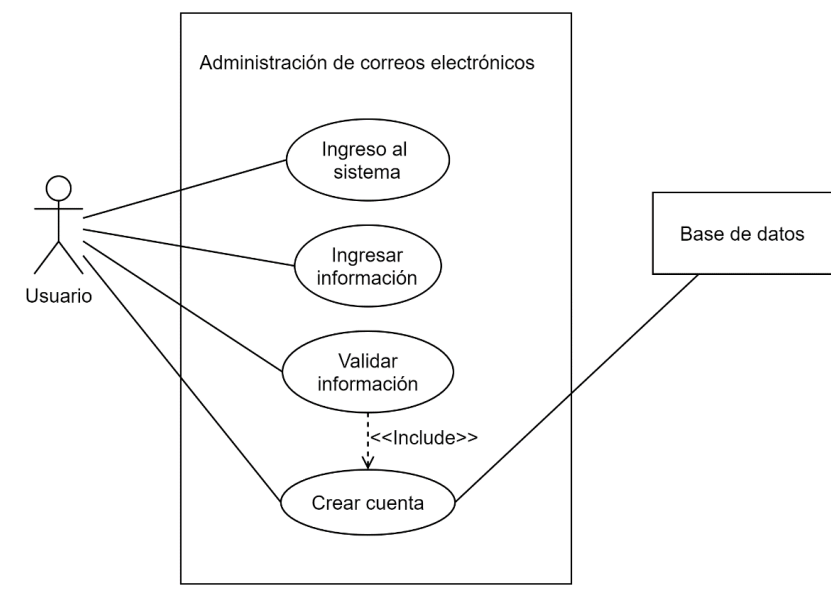 Administración de correos electrónicos
Ingreso al
sistema
Ingresar
información
Validar
información
<<Include>>
Crear cuenta
Usuario
Base de datos